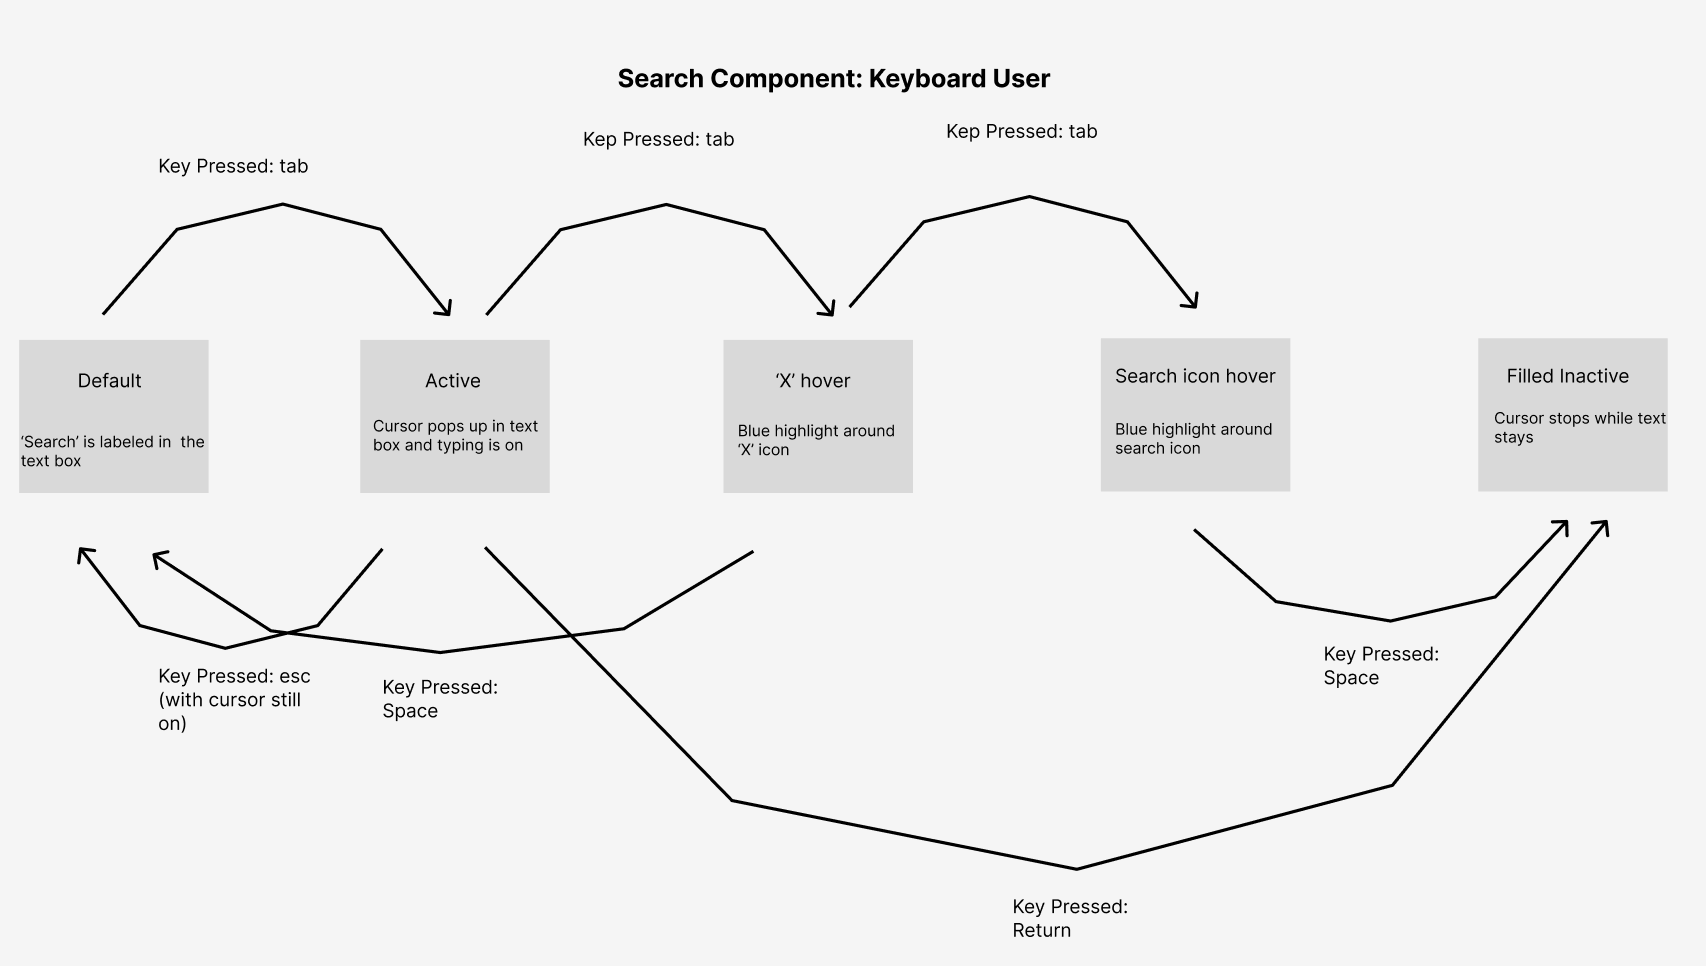 Search Component: Keyboard User
Key Pressed: tab
Kep Pressed: tab
Kep Pressed: tab
Default
‘Search’ is labeled in  the
text box
Active
Cursor pops up in text
box and typing is on
‘X’ hover
Blue highlight around
‘X’ icon
Search icon hover
Blue highlight around
search icon
Filled Inactive
Cursor stops while text
stays
Key Pressed: esc
(with cursor still
on)
Key Pressed:
Space
Key Pressed:
Space
Key Pressed:
Return